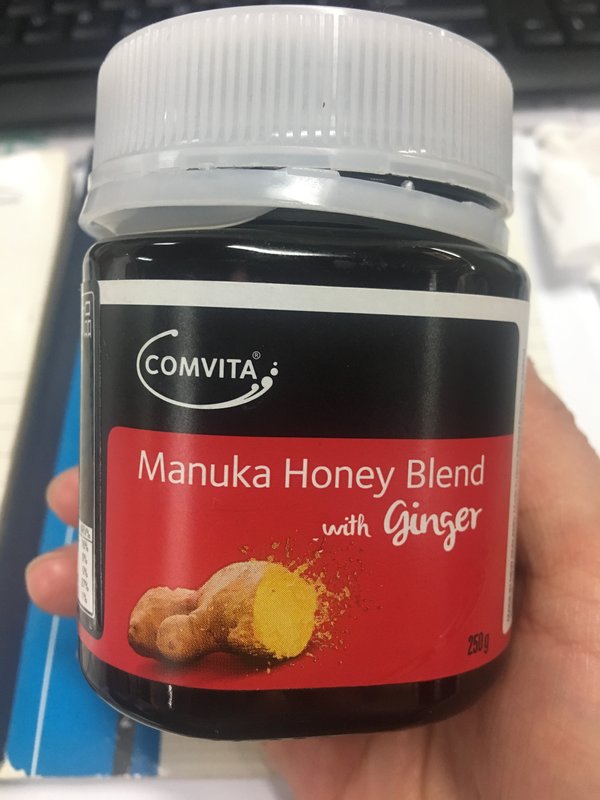 COMVITA®
Manuka Honey Blend
with Ginger
250g